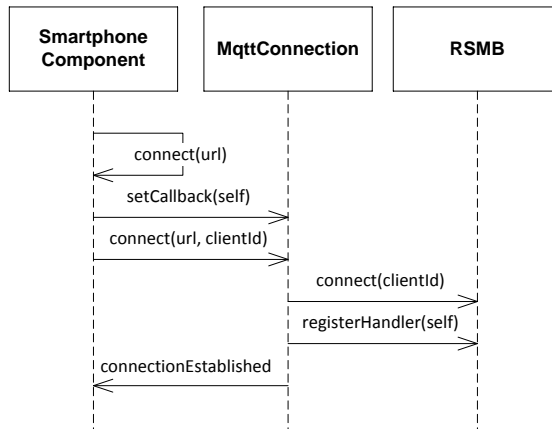 Smartphone
Component
MqttConnection
RSMB
connect(url)
setCallback(self)
connect(url, clientId)
connect(clientId)
registerHandler(self)
connectionEstablished